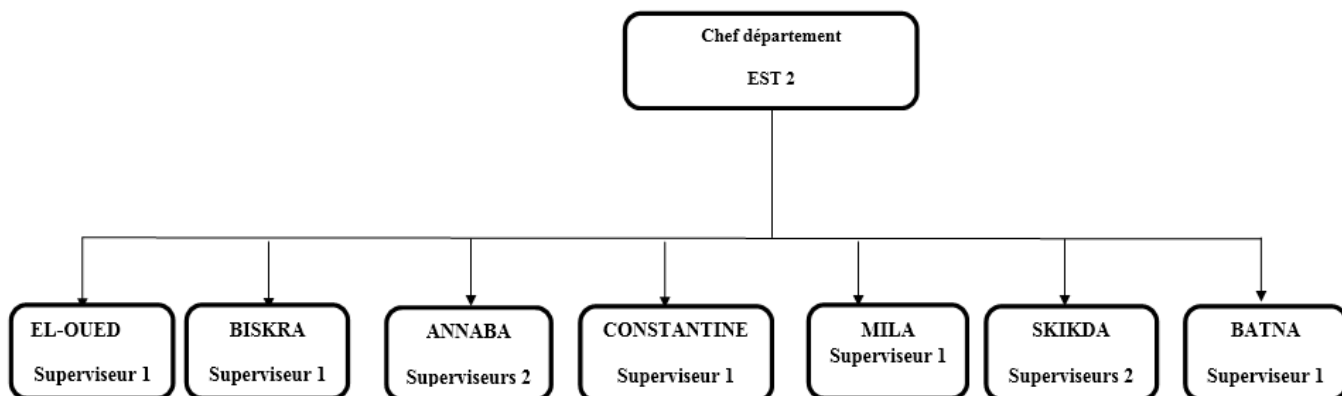 Chef département
EST 2
EL-OUED
Superviseur 1
BISKRA
Superviseur 1
ANNABA
Superviseurs 2
CONSTANTINE
Superviseur 1
MILA
Superviseur 1
SKIKDA
Superviseurs 2
BATNA
Superviseur 1